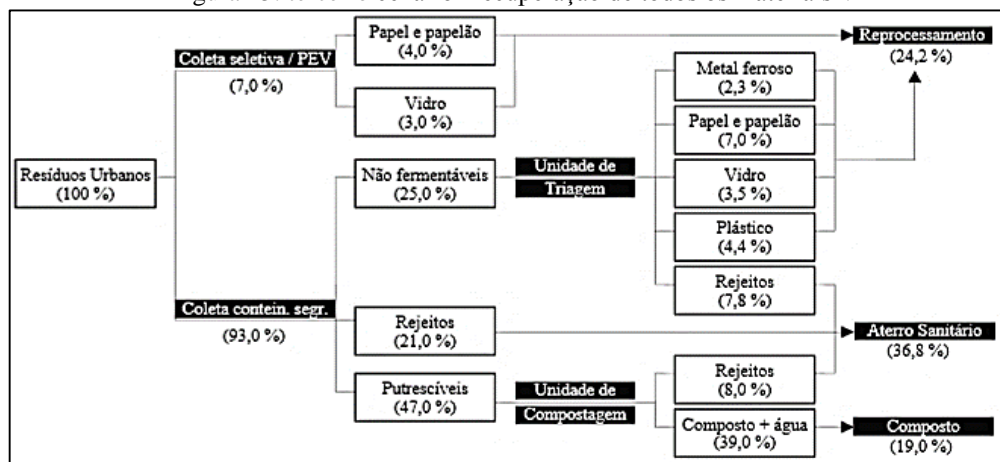 Coleta seletiva / PEV
(7,0 %)
Papel e papelão
(4,0 %)
Vidro
(3,0 %)
Reprocessamento
(24,2 %)
Resíduos Urbanos
(100 %)
Não fermentáveis
(25,0 %)
Unidade de
Triagem
Metal ferroso
(2,3 %)
Papel e papelão
(7,0 %)
Vidro
(3,5 %)
Plástico
(4,4 %)
Rejeitos
(7,8 %)
Coleta contein. segr.
(93,0 %)
Rejeitos
(21,0 %)
Aterro Sanitário
(36,8 %)
Putrescíveis
(47,0 %)
Unidade de
Compostagem
Rejeitos
(8,0 %)
Composto + água
(39,0 %)
Composto
(19,0 %)